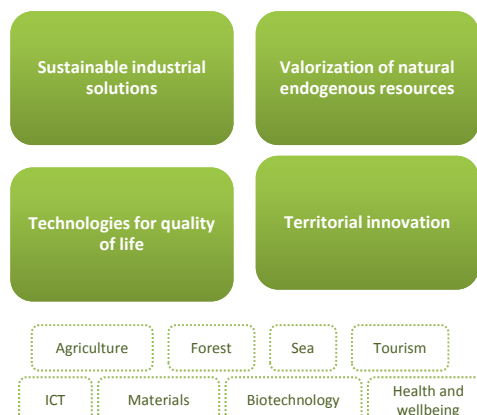 Sustainable industrial
solutions
Valorization of natural
endogenous resources
Technologies for quality
of life
Territorial innovation
Agriculture
Forest
Sea
Tourism
ICT
Materials
Biotechnology
Health and
wellbeing